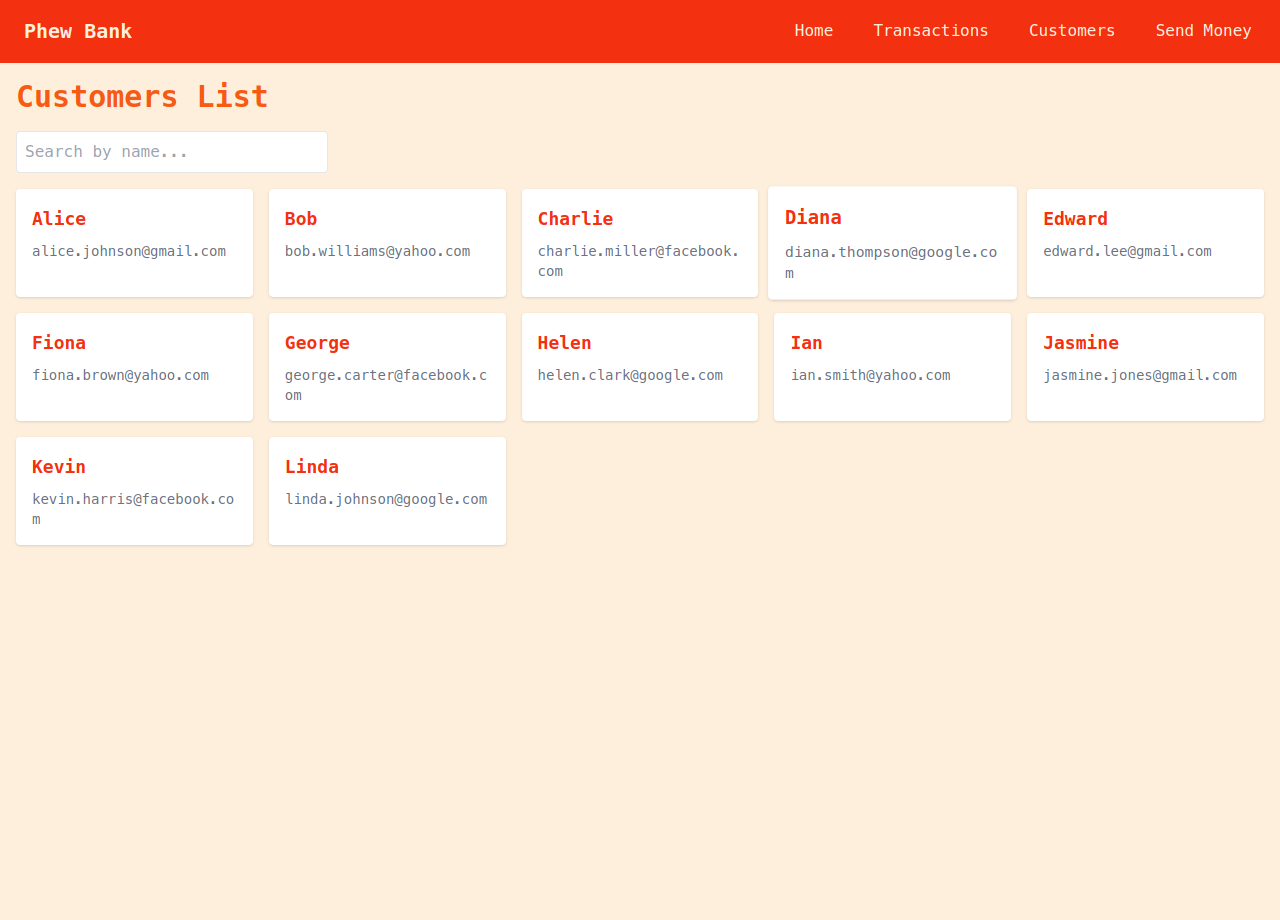 Phew Bank
Home
Transactions
Customers
Send Money
Customers List
Search by name...
Alice
alice.johnson@gmail.com
Bob
bob.williams@yahoo.com
Charlie
charlie.miller@facebook.
com
Diana
diana.thompson@google.co
m
Edward
edward.lee@gmail.com
Fiona
fiona.brown@yahoo.com
George
george.carter@facebook.c
om
Helen
helen.clark@google.com
Ian
ian.smith@yahoo.com
Jasmine
jasmine.jones@gmail.com
Kevin
kevin.harris@facebook.co
m
Linda
linda.johnson@google.com